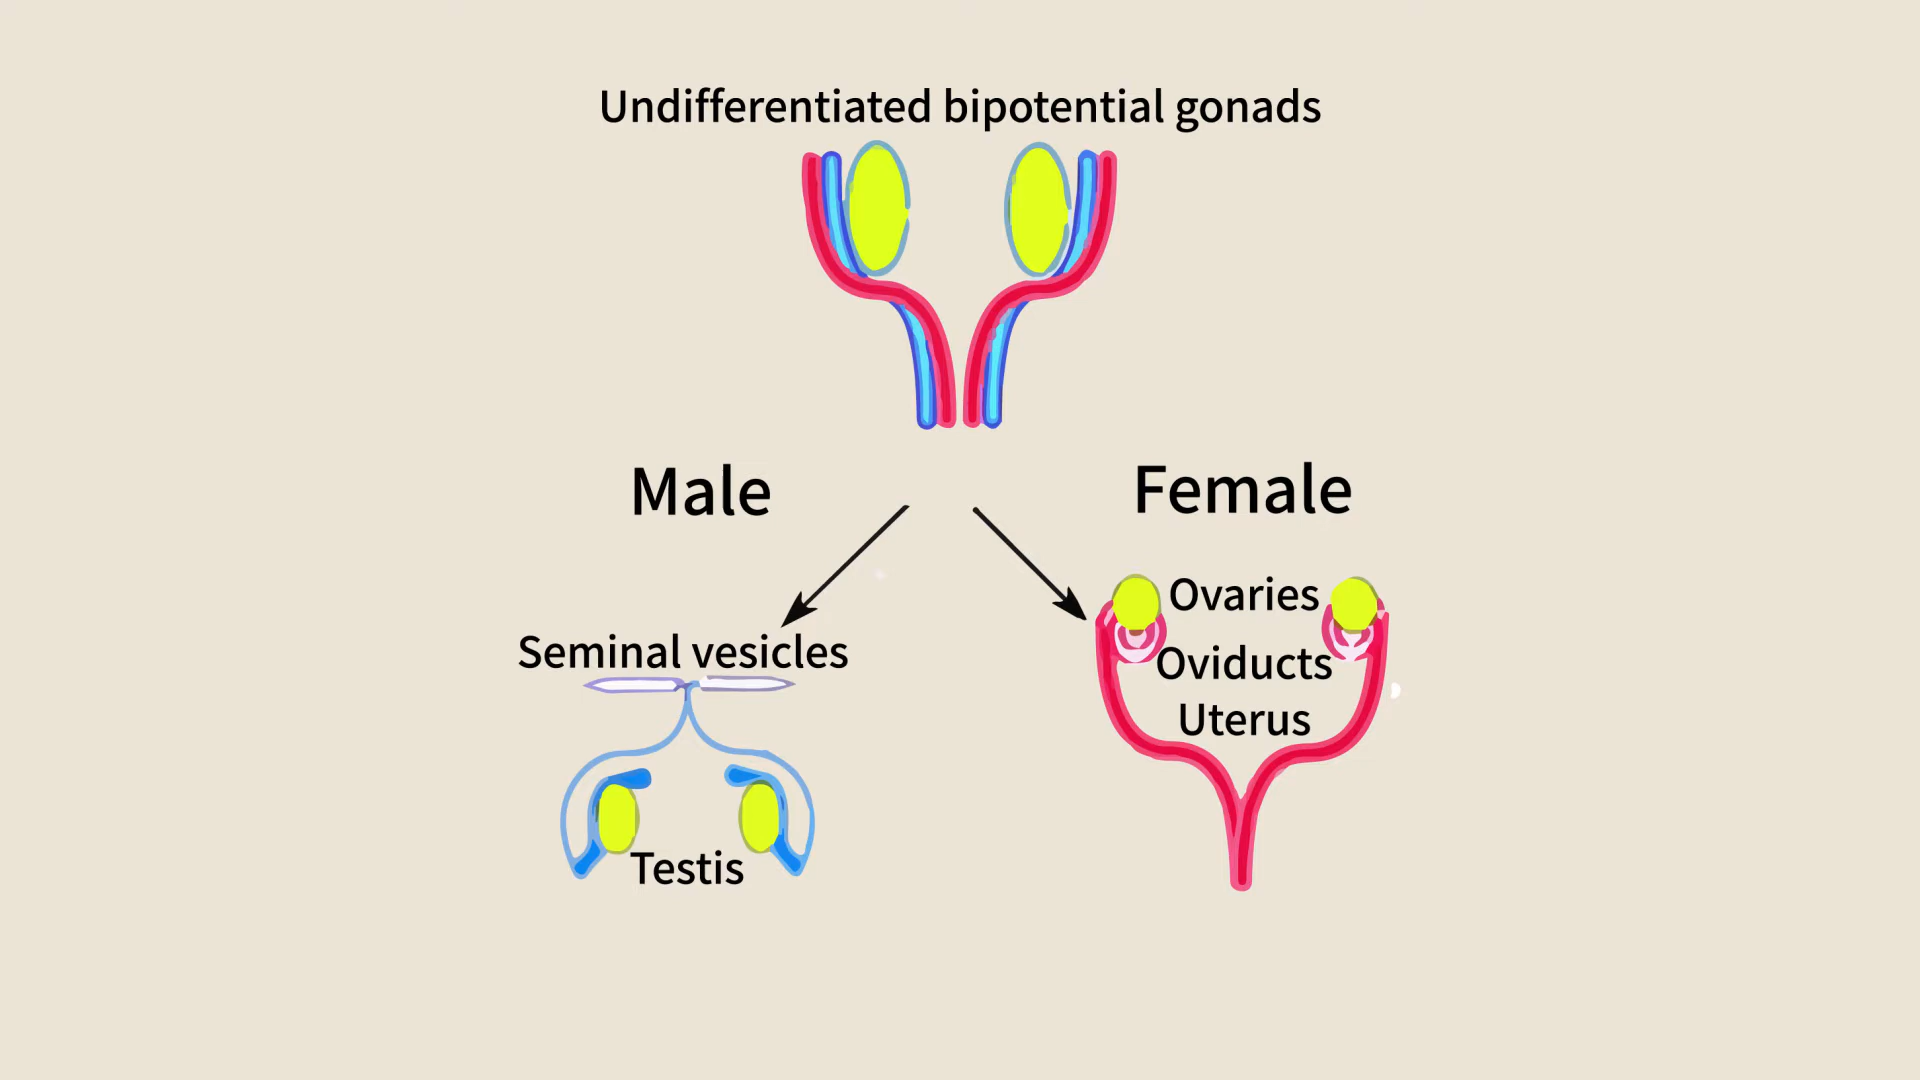 Undifferentiated bipotential gonads
Male
Female
Seminal vesicles
Testis
Ovaries
Oviducts
Uterus